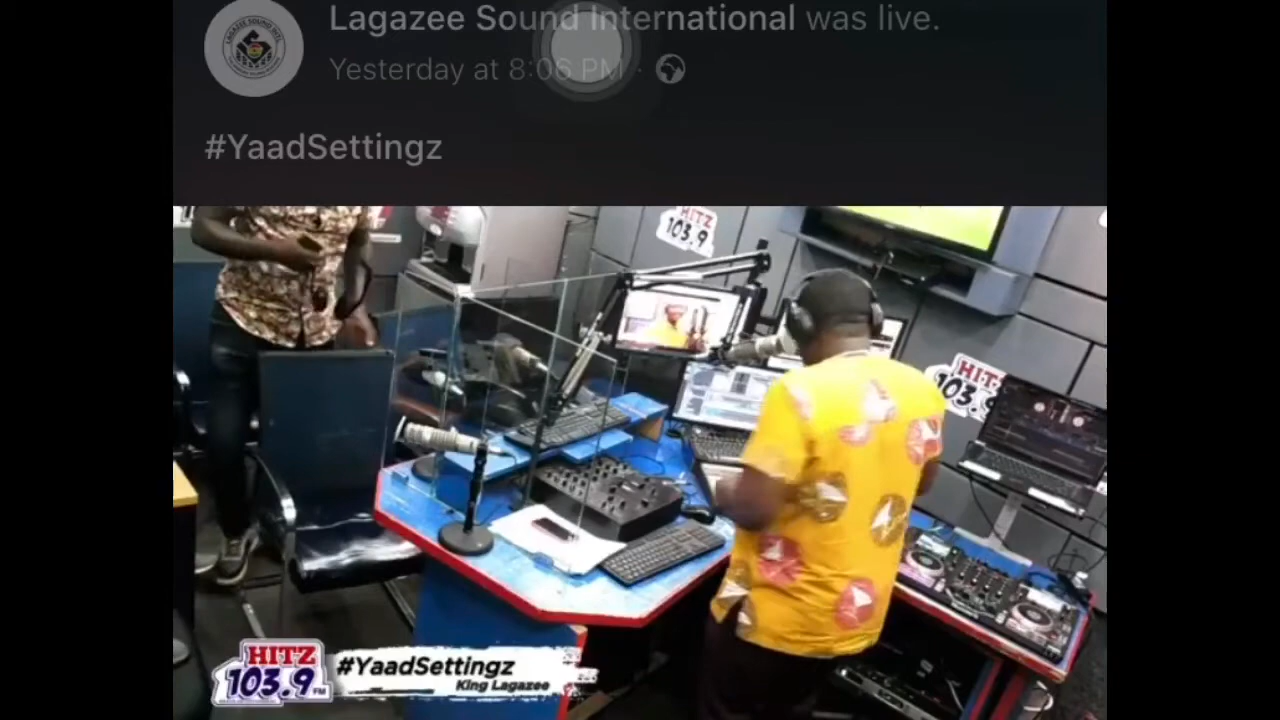 Lagazee Sound International was live.
Yesterday at 8:06 PM ·
#YaadSettingz
HITZ
103.9
HITZ
103.9
HITZ
103.9 FM
#YaadSettingz
King Lagazee